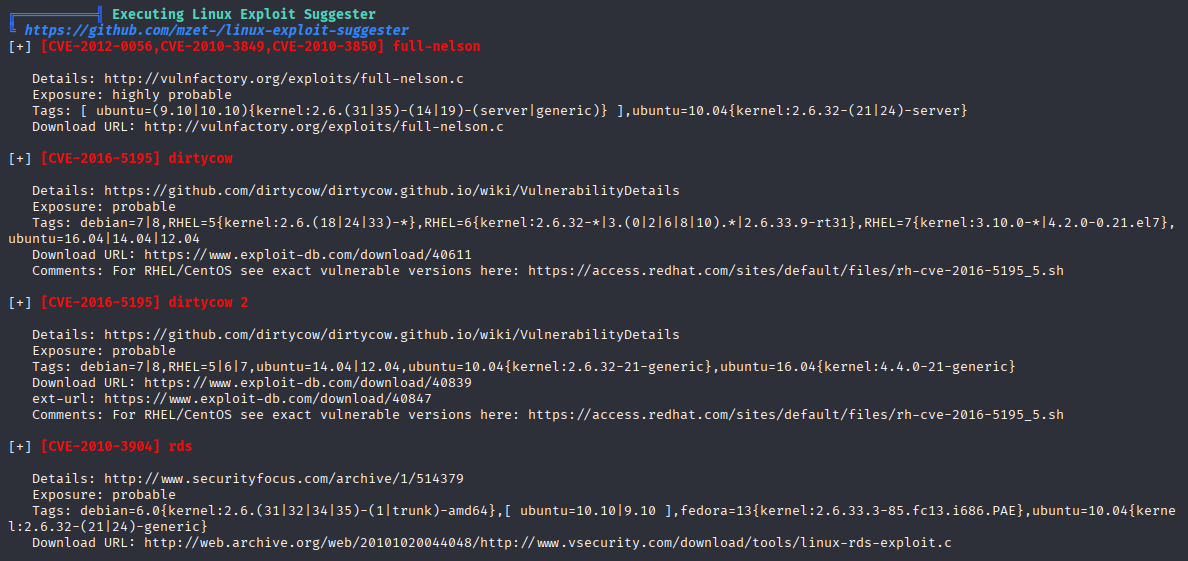 ╔══════════╣ Executing Linux Exploit Suggester
╚ https://github.com/mzet-/linux-exploit-suggester
[+] [CVE-2012-0056,CVE-2010-3849,CVE-2010-3850] full-nelson
Details: http://vulnfactory.org/exploits/full-nelson.c
Exposure: highly probable
Tags: [ ubuntu=(9.10|10.10){kernel:2.6.(31|35)-(14|19)-(server|generic)} ],ubuntu=10.04{kernel:2.6.32-(21|24)-server}
Download URL: http://vulnfactory.org/exploits/full-nelson.c
[+] [CVE-2016-5195] dirtycow
Details: https://github.com/dirtycow/dirtycow.github.io/wiki/VulnerabilityDetails
Exposure: probable
Tags: debian=7|8,RHEL=5{kernel:2.6.(18|24|33)-*},RHEL=6{kernel:2.6.32-*|3.(0|2|6|8|10).*|2.6.33.9-rt31},RHEL=7{kernel:3.10.0-*|4.2.0-0.21.el7},
ubuntu=16.04|14.04|12.04
Download URL: https://www.exploit-db.com/download/40611
Comments: For RHEL/CentOS see exact vulnerable versions here: https://access.redhat.com/sites/default/files/rh-cve-2016-5195_5.sh
[+] [CVE-2016-5195] dirtycow 2
Details: https://github.com/dirtycow/dirtycow.github.io/wiki/VulnerabilityDetails
Exposure: probable
Tags: debian=7|8,RHEL=5|6|7,ubuntu=14.04|12.04,ubuntu=10.04{kernel:2.6.32-21-generic},ubuntu=16.04{kernel:4.4.0-21-generic}
Download URL: https://www.exploit-db.com/download/40839
ext-url: https://www.exploit-db.com/download/40847
Comments: For RHEL/CentOS see exact vulnerable versions here: https://access.redhat.com/sites/default/files/rh-cve-2016-5195_5.sh
[+] [CVE-2010-3904] rds
Details: http://www.securityfocus.com/archive/1/514379
Exposure: probable
Tags: debian=6.0{kernel:2.6.(31|32|34|35)-(1|trunk)-amd64},[ ubuntu=10.10|9.10 ],fedora=13{kernel:2.6.33.3-85.fc13.i686.PAE},ubuntu=10.04{kerne
l:2.6.32-(21|24)-generic}
Download URL: http://web.archive.org/web/20101020044048/http://www.vsecurity.com/download/tools/linux-rds-exploit.c